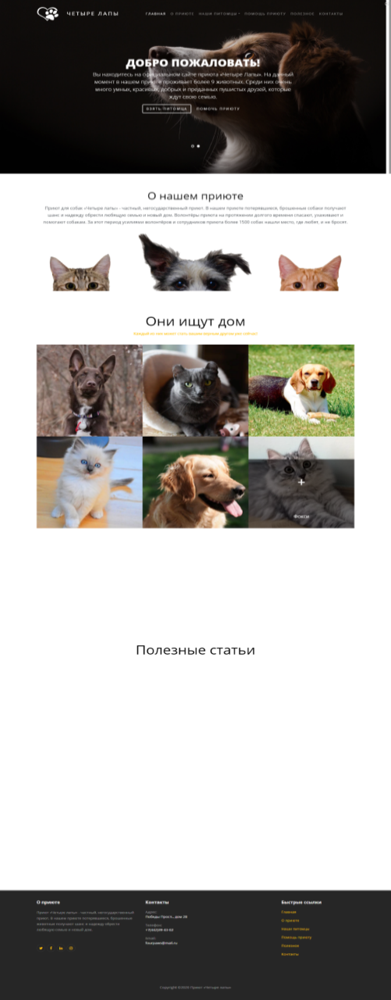 ЧЕТЫРЕ ЛАПЫ
ГЛАВНАЯ О ПРИЮТЕ НАШИ ПИТОМЦЫ ПОМОЩЬ ПРИЮТУ ПОЛЕЗНОЕ КОНТАКТЫ
ДОБРО ПОЖАЛОВАТЬ!
Вы находитесь на официальном сайте приюта «Четыре Лапы». На данный
момент в нашем приюте проживает более 9 животных. Среди них очень
много умных, красивых, добрых и преданных пушистых друзей, которые
ждут свою семью.
ВЗЯТЬ ПИТОМЦА ПОМОЧЬ ПРИЮТУ
О нашем приюте
Приют для собак «Четыре лапы» - частный, негосударственный приют. В нашем приюте потерявшиеся, брошенные собаки получают
шанс и надежду обрести любящую семью и новый дом. Волонтёры приюта на протяжении долгого времени спасают, ухаживают и
помогают собакам. За этот период усилиями волонтёров и сотрудников приюта более 1500 собак нашли место, где любят, и не бросят.
Они ищут дом
Каждый из них может стать вашим верным другом уже сейчас!
Фокси
Полезные статьи
О приюте
Приют «Четыре лапы» - частный, негосударственный
приют. В нашем приюте потерявшиеся, брошенные
животные получают шанс и надежду обрести
любящую семью и новый дом.
Контакты
Адрес:
Победы Просп., дом 25
Телефон:
Email:
fourpaws@mail.ru
Быстрые ссылки
Главная
О приюте
Наши питомцы
Помощь приюту
Полезное
Контакты
Copyright ©2020 Приют «Четыре лапы»